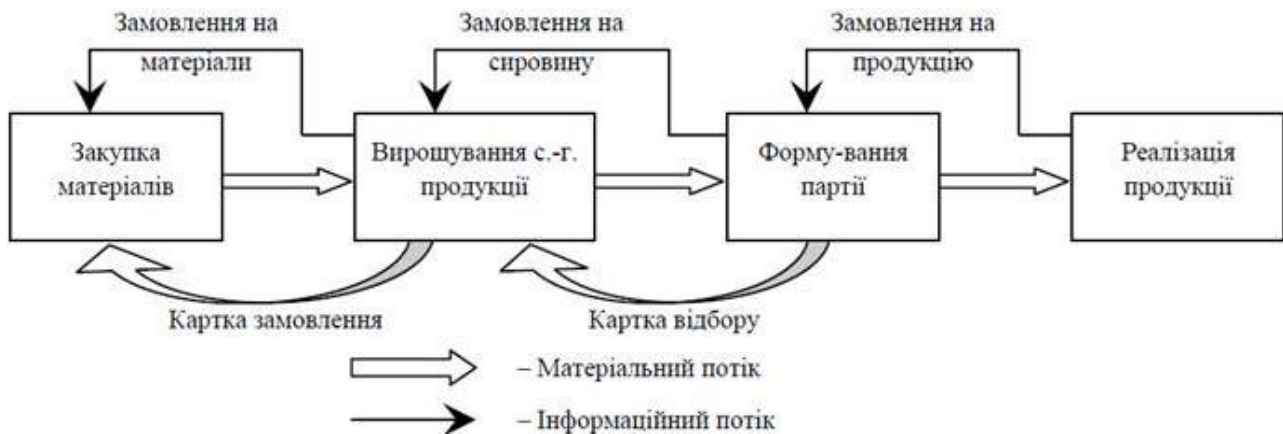 Замовлення на
матеріали
Замовлення на
сировину
Замовлення на
продукцію
Закупка
матеріалів
Вирощування с.-г.
продукції
Форму-вання
партії
Реалізація
продукції
Картка замовлення
Картка відбору
– Матеріальний потік
– Інформаційний потік